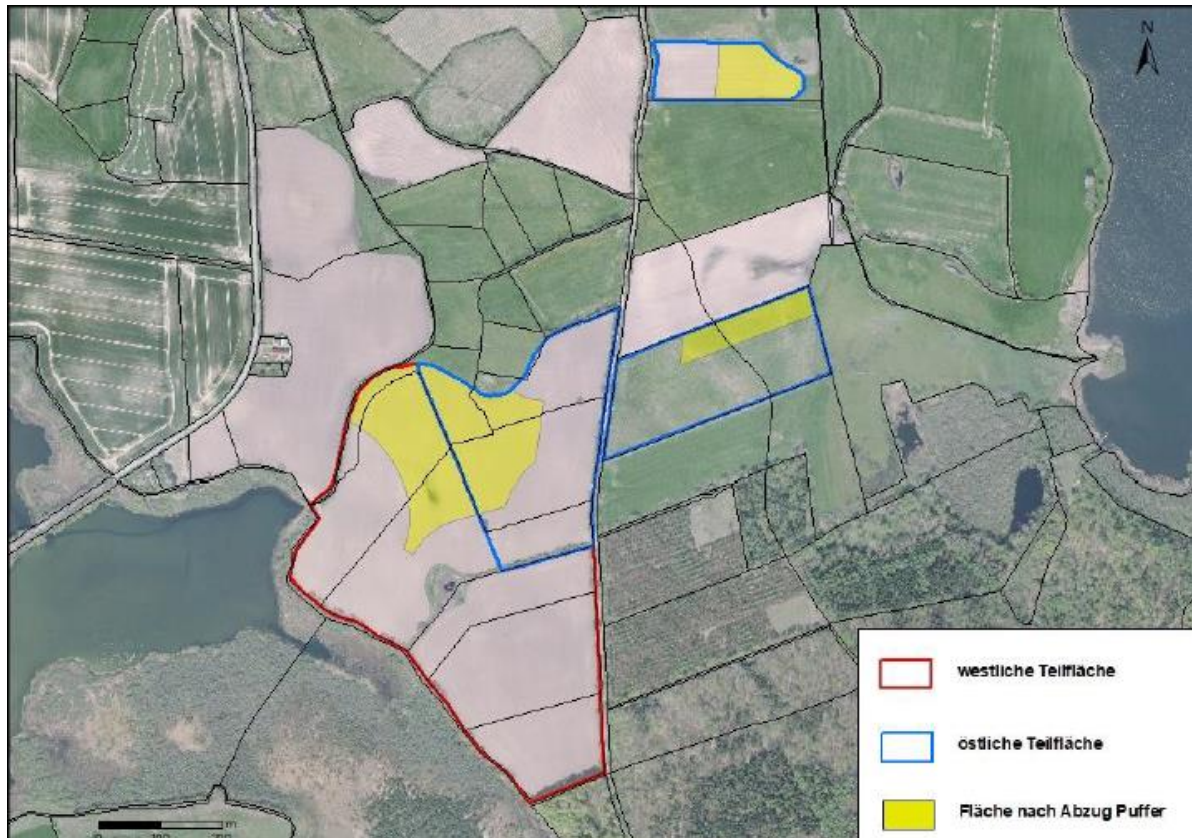 N
westliche Teilfläche
östliche Teilfläche
Fläche nach Abzug Puffer
m